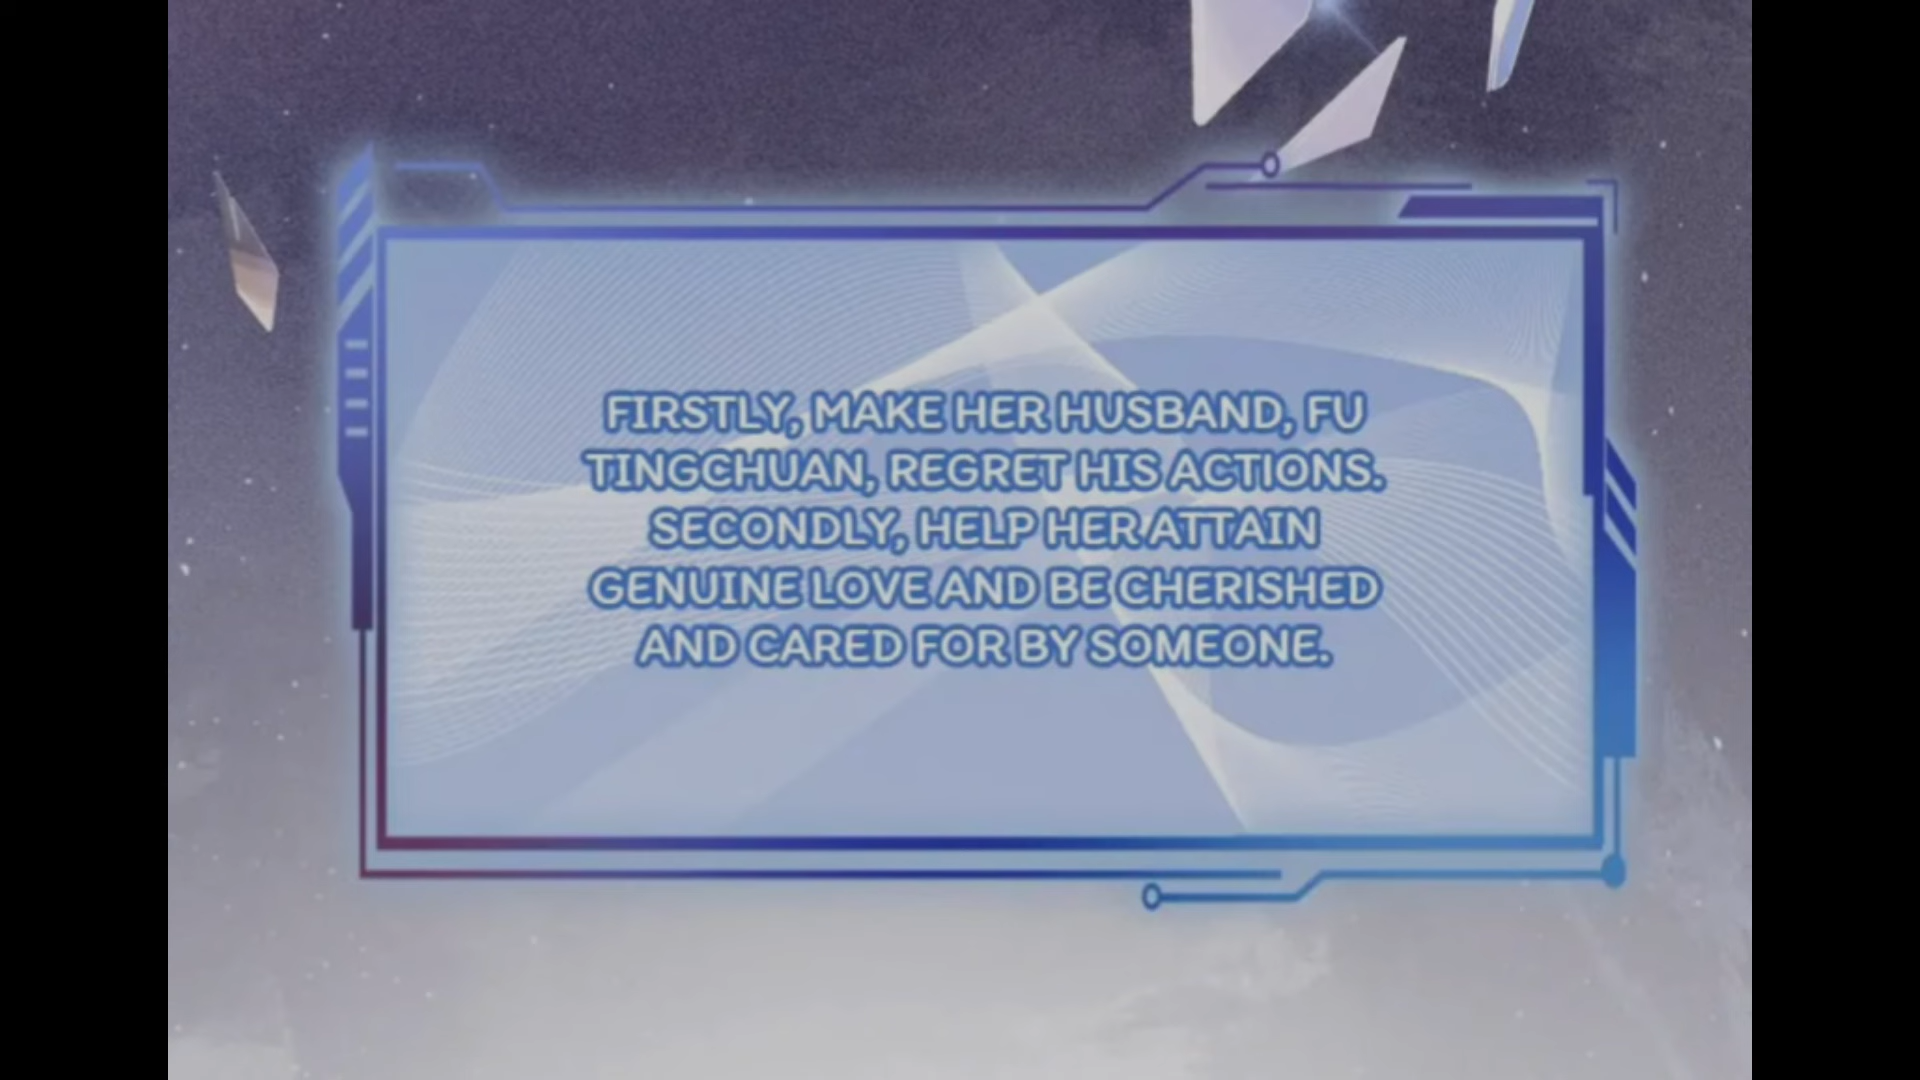 FIRSTLY, MAKE HER HUSBAND, FU
TINGCHUAN, REGRET HIS ACTIONS.
SECONDLY, HELP HER ATTAIN
GENUINE LOVE AND BE CHERISHED
AND CARED FOR BY SOMEONE.